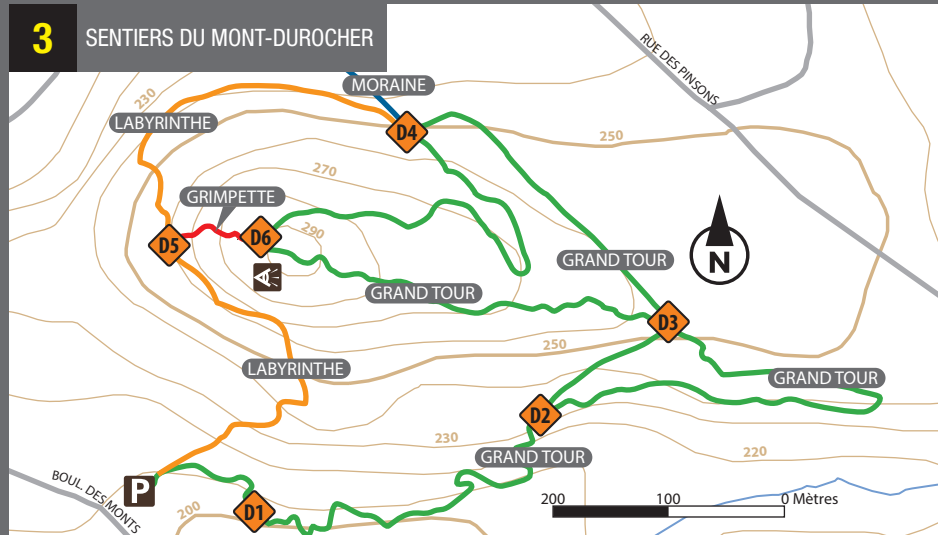 3 SENTIERS DU MONT-DUROCHER
RUE DES PINSONS
MORAINE
230
LABYRINTHE
D4
250
270
GRIMPETTE
D5
D6
290
N
GRAND TOUR
GRAND TOUR
D3
250
LABYRINTHE
GRAND TOUR
D2
230
GRAND TOUR
220
BOUL. DES MONTS
P
200
D1
200 100 0 Mètres